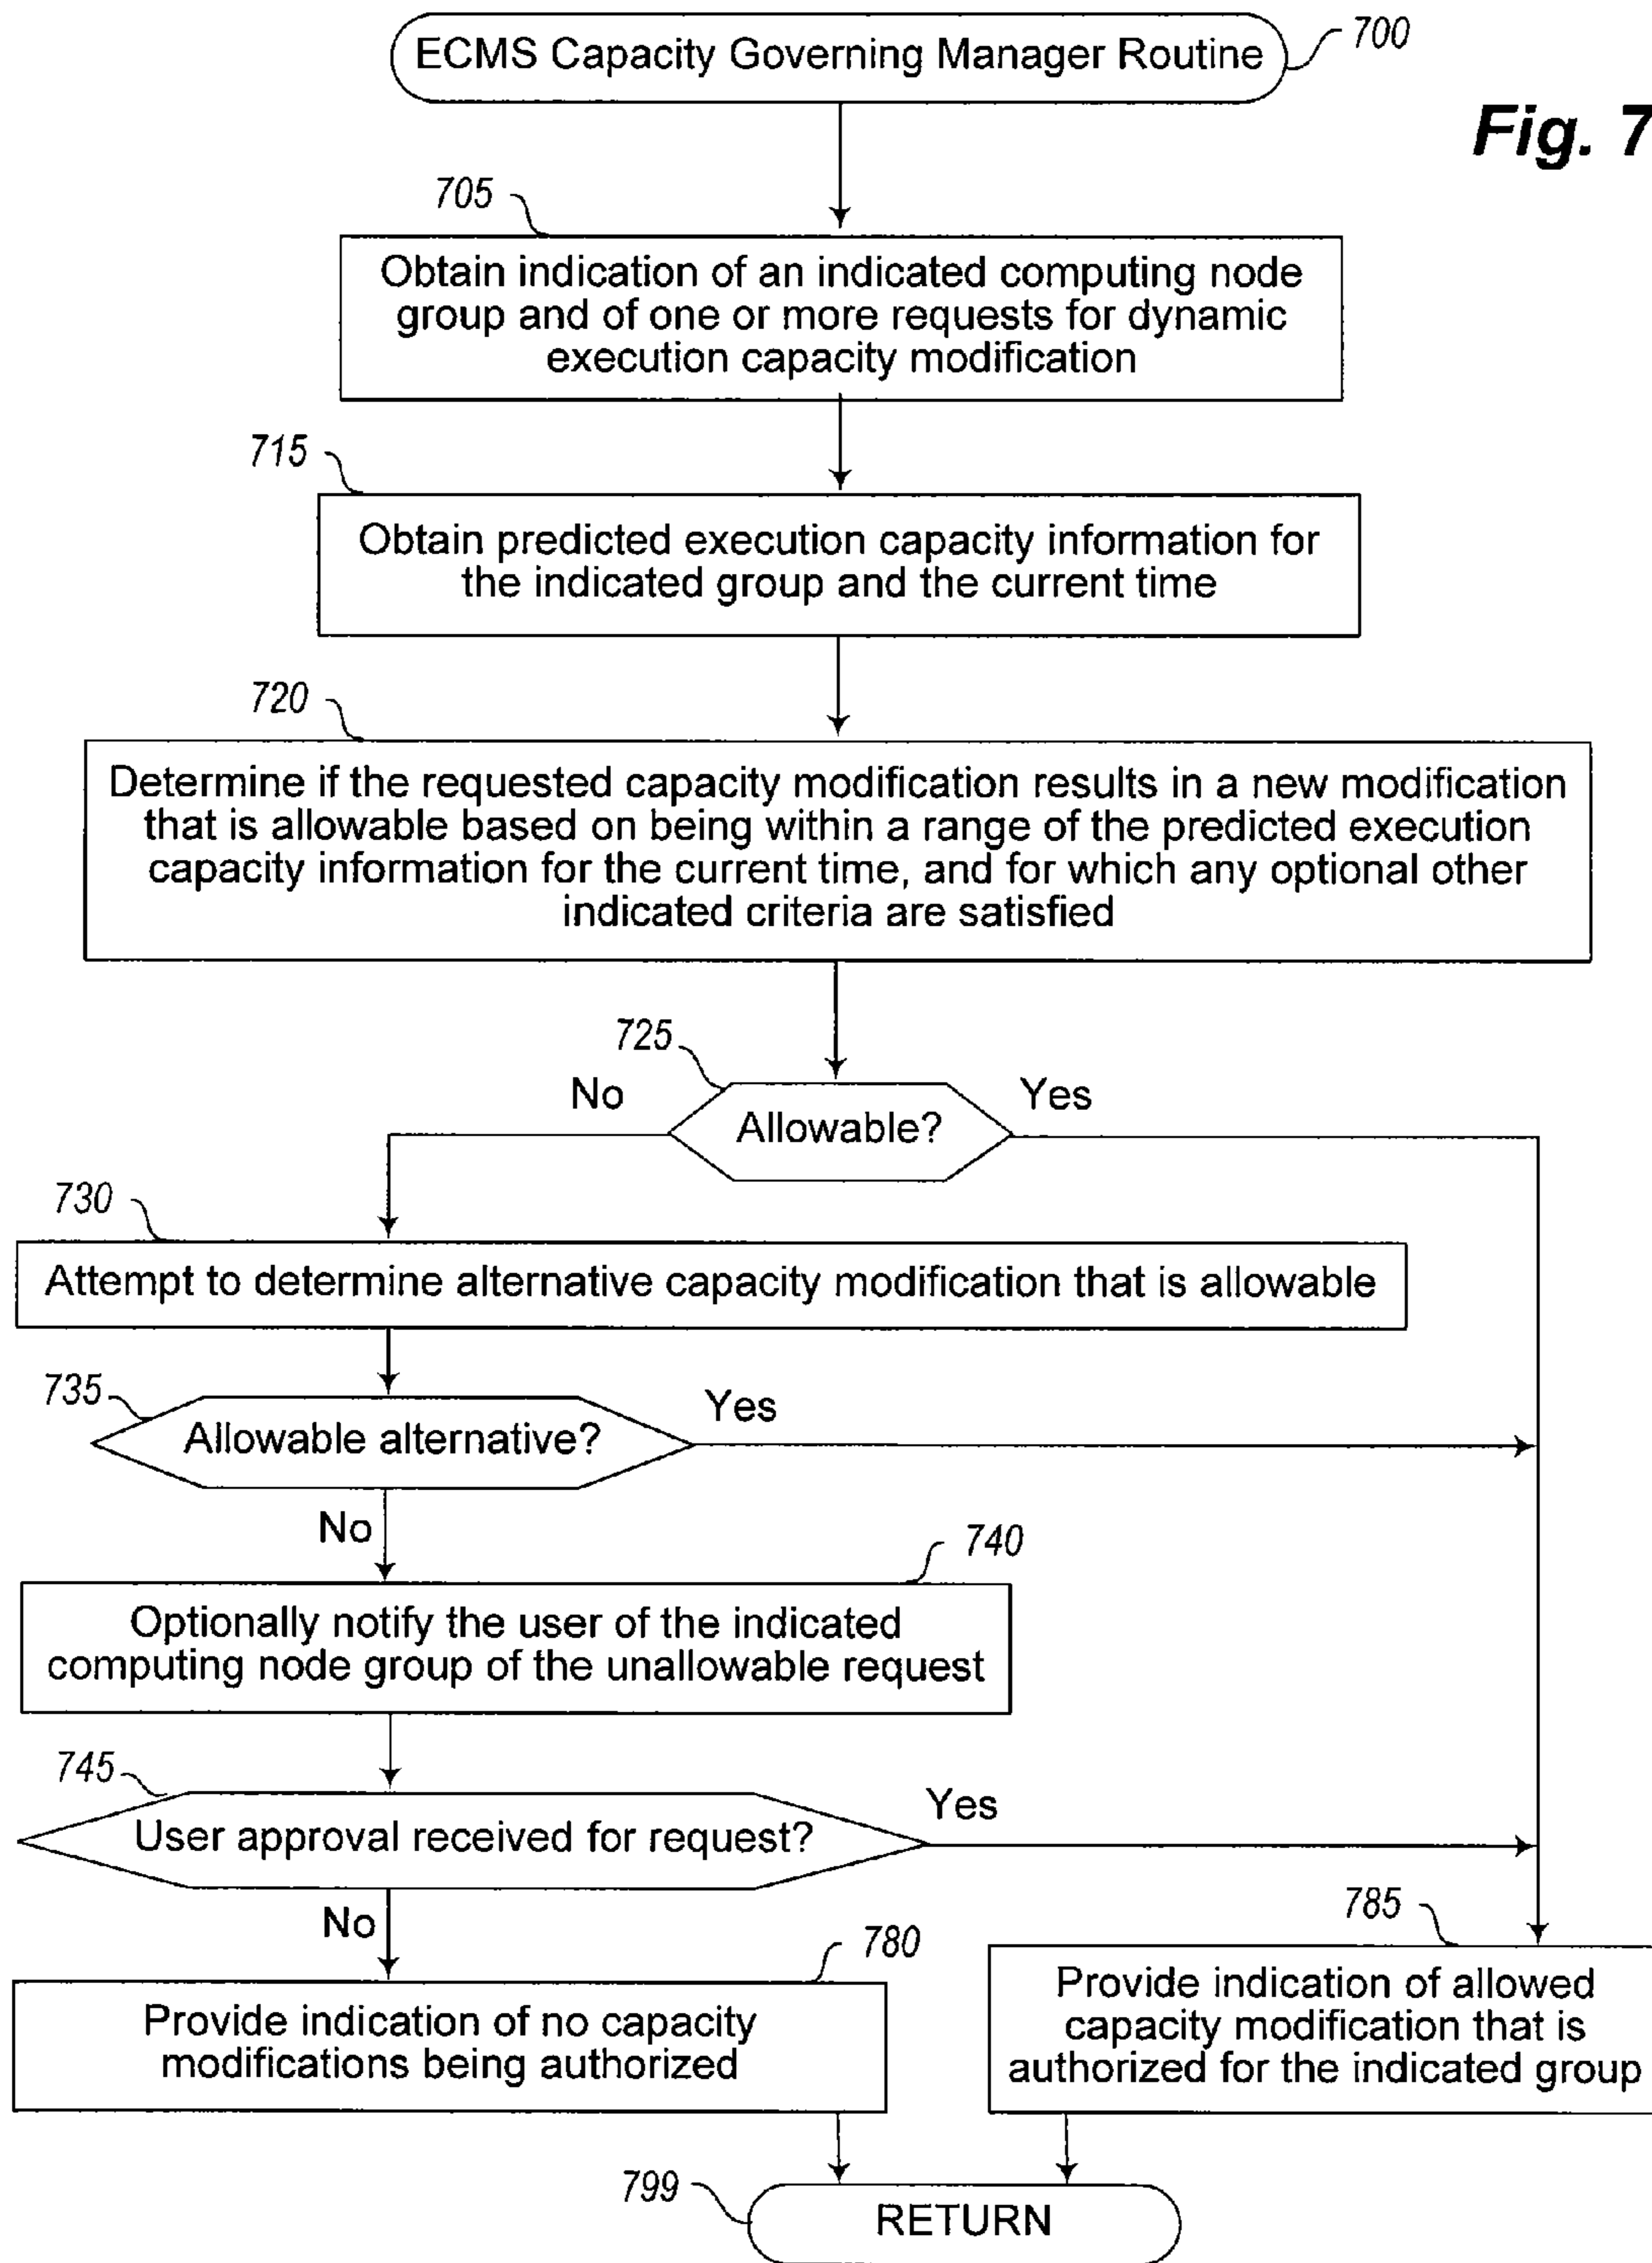 ECMS Capacity Governing Manager Routine
700
Fig. 7
705
Obtain indication of an indicated computing node
group and of one or more requests for dynamic
execution capacity modification
715
Obtain predicted execution capacity information for
the indicated group and the current time
720
Determine if the requested capacity modification results in a new modification
that is allowable based on being within a range of the predicted execution
capacity information for the current time, and for which any optional other
indicated criteria are satisfied
725
No
Allowable?
Yes
730
Attempt to determine alternative capacity modification that is allowable
735
Allowable alternative?
Yes
No
740
Optionally notify the user of the indicated
computing node group of the unallowable request
745
User approval received for request?
Yes
No
780
Provide indication of no capacity
modifications being authorized
785
Provide indication of allowed
capacity modification that is
authorized for the indicated group
799
RETURN